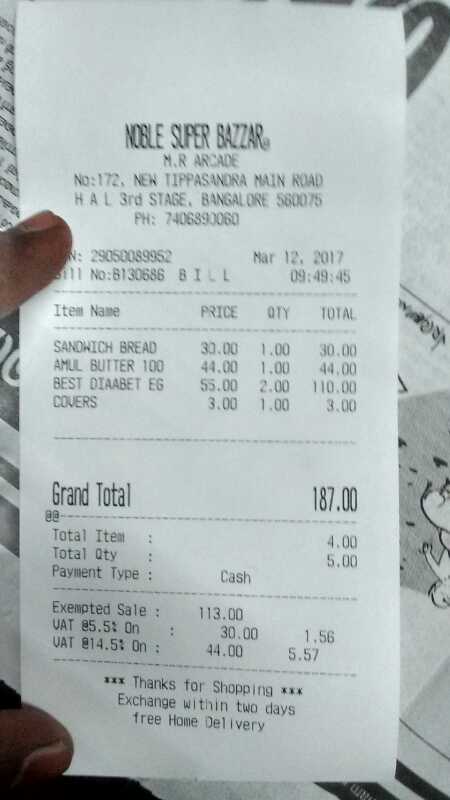 NOBLE SUPER BAZZAR@
M.R ARCADE
No:172, NEW TIPPASANDRA MAIN ROAD
H A L 3rd STAGE, BANGALORE 560075
PH: 7406890060
N: 29050089952 Mar 12, 2017
Bill No:B130686 B I L L 09:49:45
Item Name PRICE QTY TOTAL
SANDWICH BREAD 30.00 1.00 30.00
AMUL BUTTER 100 44.00 1.00 44.00
BEST DIAABET EG 55.00 2.00 110.00
COVERS 3.00 1.00 3.00
Grand Total 187.00
@@
Total Item : 4.00
Total Qty : 5.00
Payment Type : Cash
Exempted Sale : 113.00
VAT @5.5% On : 30.00 1.56
VAT @14.5% On : 44.00 5.57
*** Thanks for Shopping ***
Exchange within two days
free Home Delivery